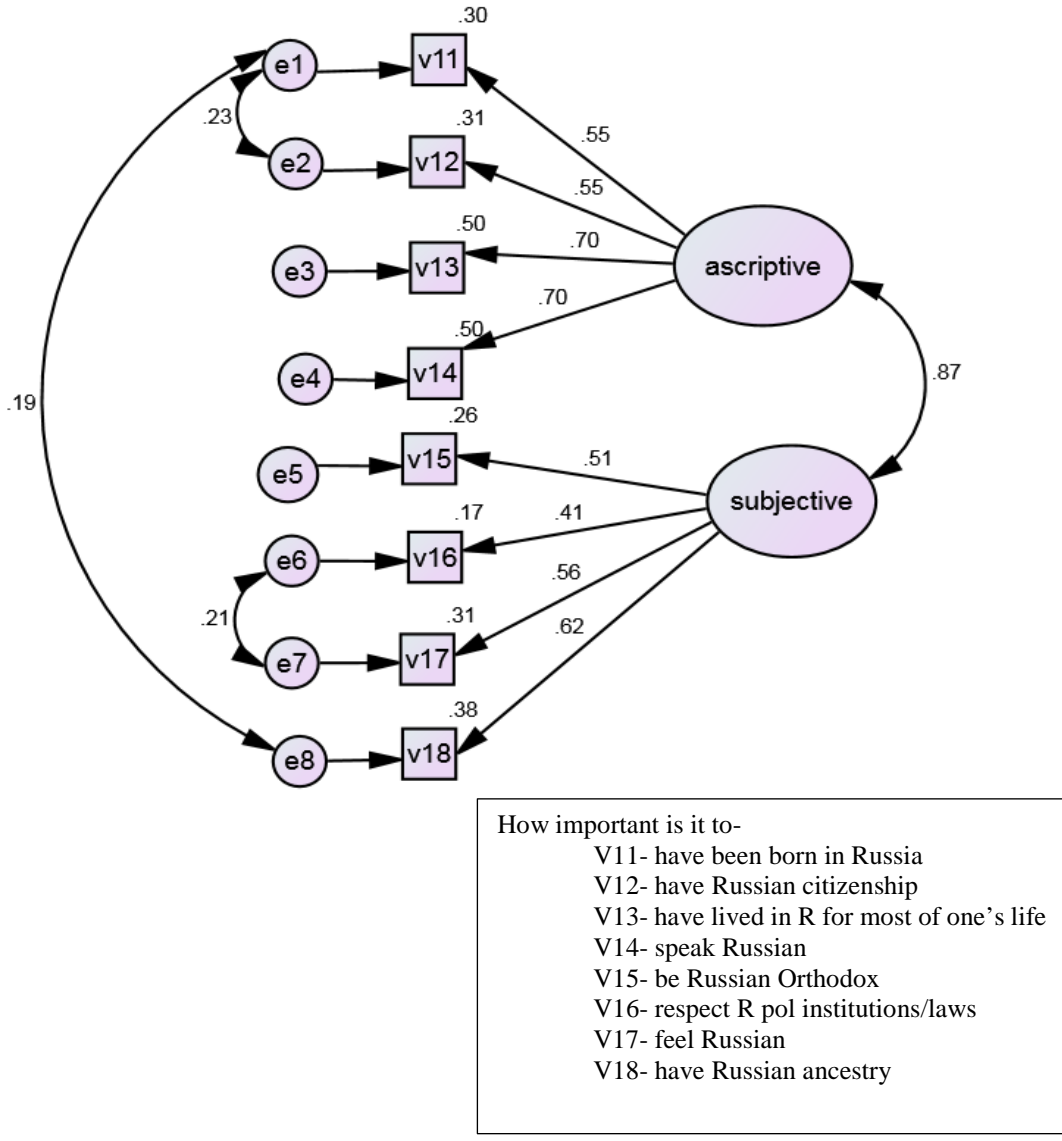 .30
e1
v11
.23
.31
.55
e2
v12
.55
.50
.70
e3
v13
ascriptive
.70
.50
e4
v14
.87
.19
.26
e5
v15
.51
subjective
.17
.41
e6
v16
.56
.21
.31
.62
e7
v17
.38
e8
v18
How important is it to-
V11- have been born in Russia
V12- have Russian citizenship
V13- have lived in R for most of one’s life
V14- speak Russian
V15- be Russian Orthodox
V16- respect R pol institutions/laws
V17- feel Russian
V18- have Russian ancestry